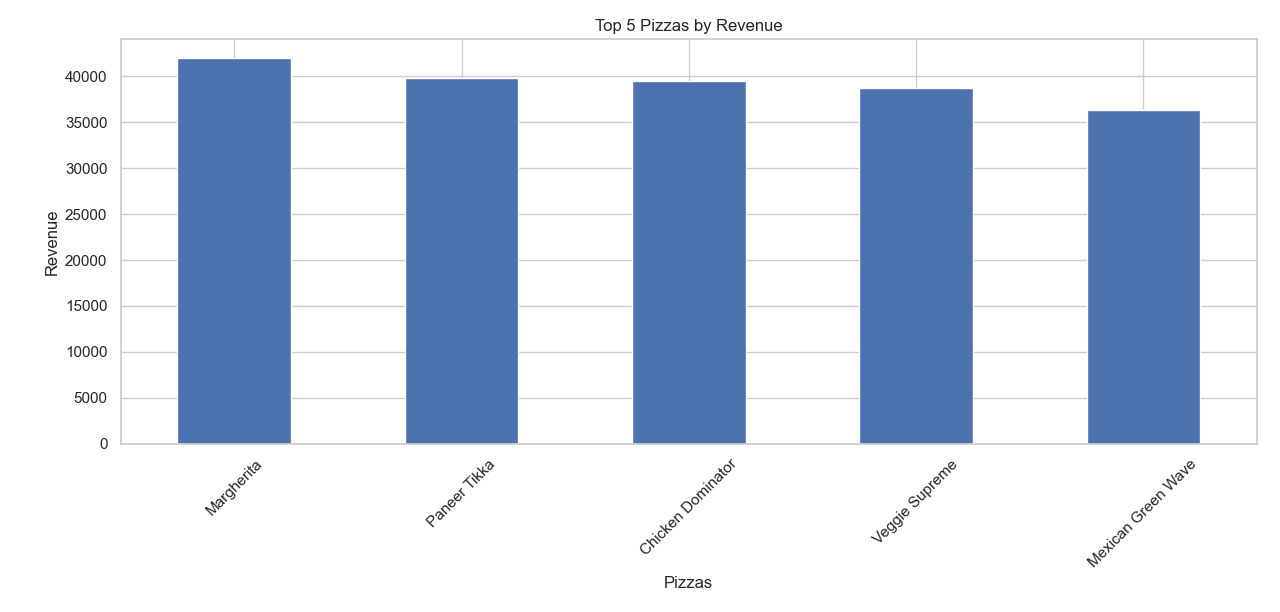 Top 5 Pizzas by Revenue
40000
35000
30000
25000
20000
15000
10000
5000
0
Revenue
Margherita
Paneer Tikka
Chicken Dominator
Veggie Supreme
Mexican Green Wave
Pizzas